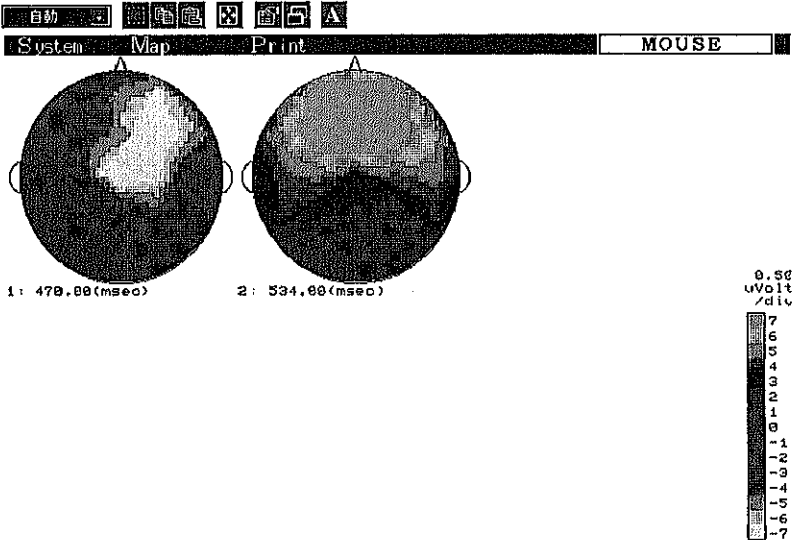 自動
A
System Map Print MOUSE
1: 470.00(msec) 2: 534.00(msec)
0.50
uVolt
/div
7
6
5
4
3
2
1
0
-1
-2
-3
-4
-5
-6
-7